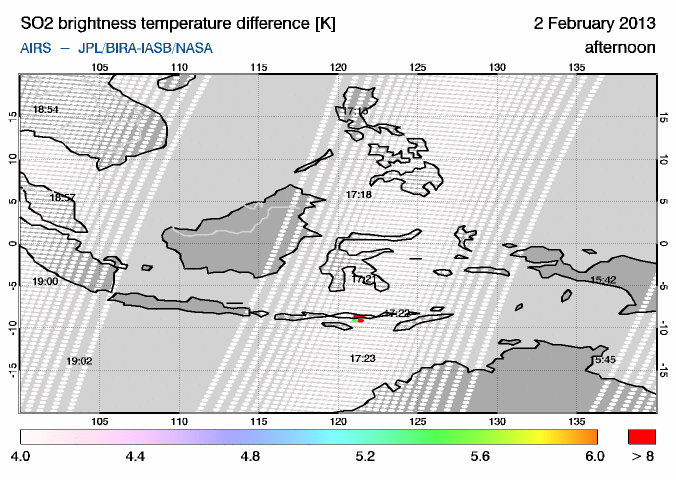 SO2 brightness temperature difference [K] 2 February 2013
AIRS – JPL/BIRA-IASB/NASA afternoon
105 110 115 120 125 130 135
18:54 17:16
15 15
10 10
18:57 17:18
5 5
0 0
19:00 17:21 15:42
-5 -5
17:22
-10 -10
19:02 17:23 5:45
-15 -15
105 110 115 120 125 130 135
4.0 4.4 4.8 5.2 5.6 6.0 > 8